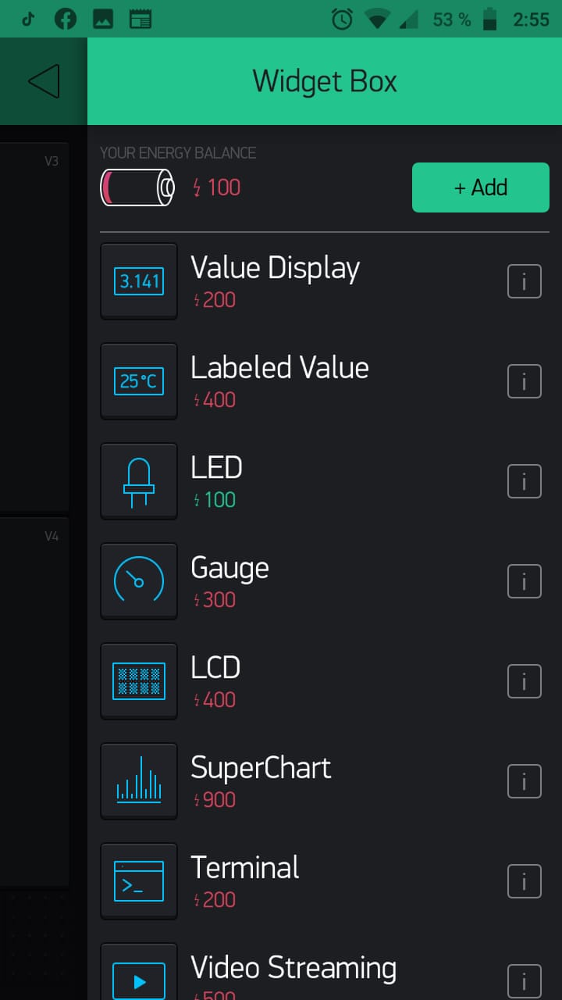 53 %
2:55
Widget Box
V3
YOUR ENERGY BALANCE
100
+ Add
3.141
Value Display
200
25°C
Labeled Value
400
LED
100
V4
Gauge
300
LCD
400
SuperChart
900
>_
Terminal
200
Video Streaming
500